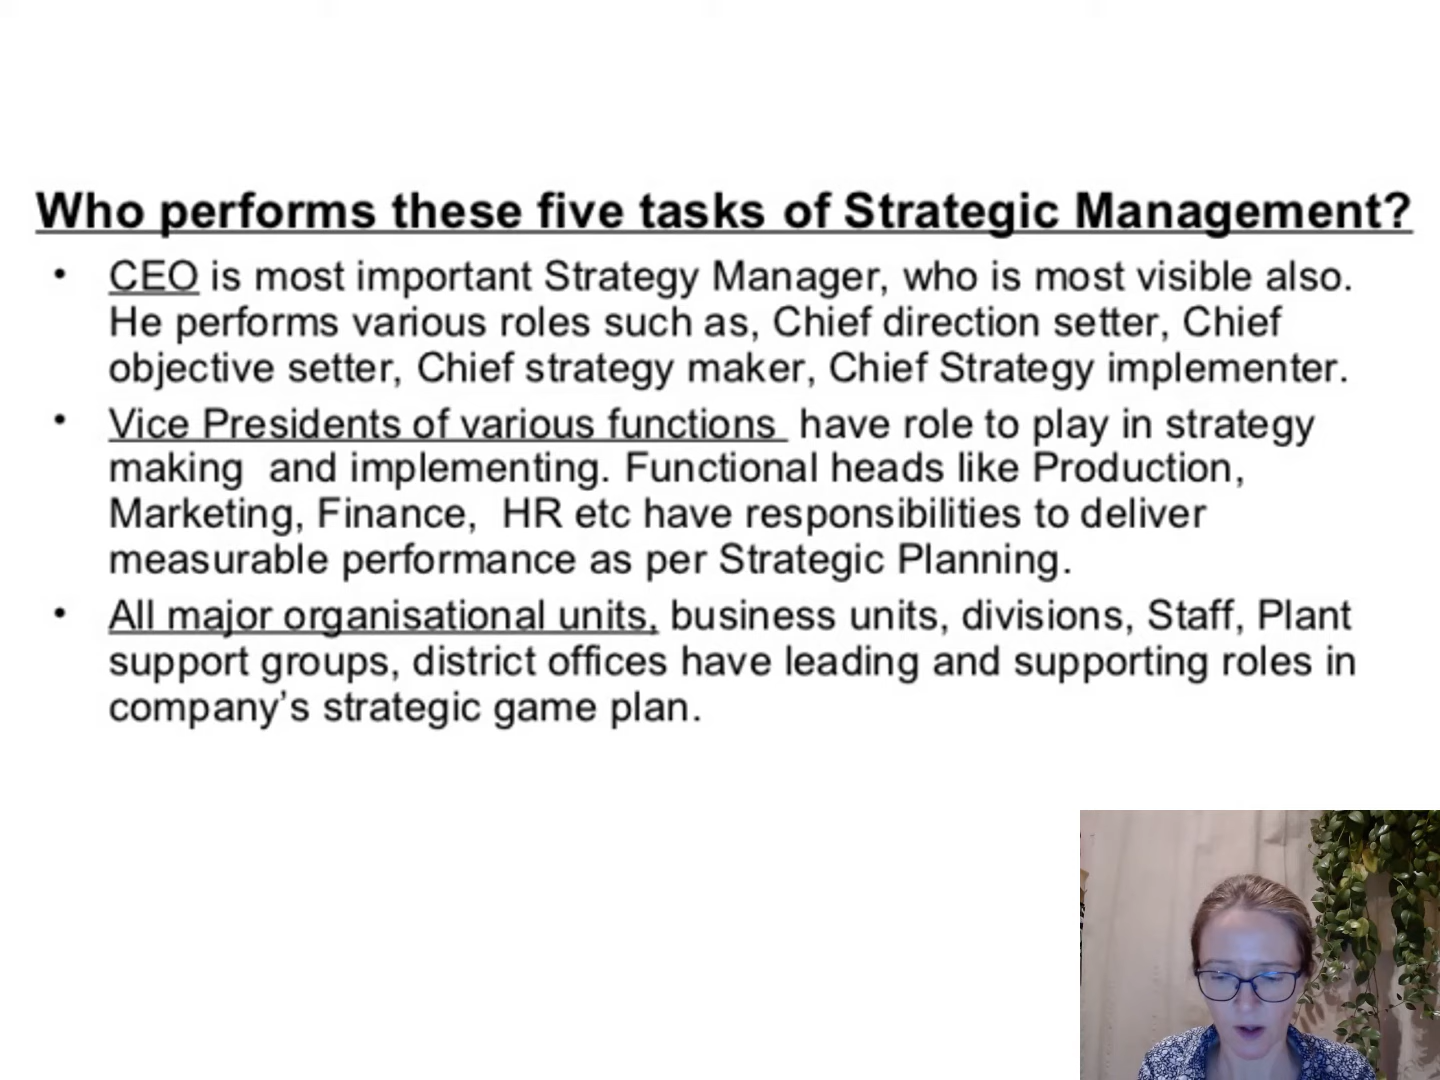 Who performs these five tasks of Strategic Management?
• CEO is most important Strategy Manager, who is most visible also.
He performs various roles such as, Chief direction setter, Chief
objective setter, Chief strategy maker, Chief Strategy implementer.
• Vice Presidents of various functions  have role to play in strategy
making  and implementing. Functional heads like Production,
Marketing, Finance,  HR etc have responsibilities to deliver
measurable performance as per Strategic Planning.
• All major organisational units, business units, divisions, Staff, Plant
support groups, district offices have leading and supporting roles in
company’s strategic game plan.